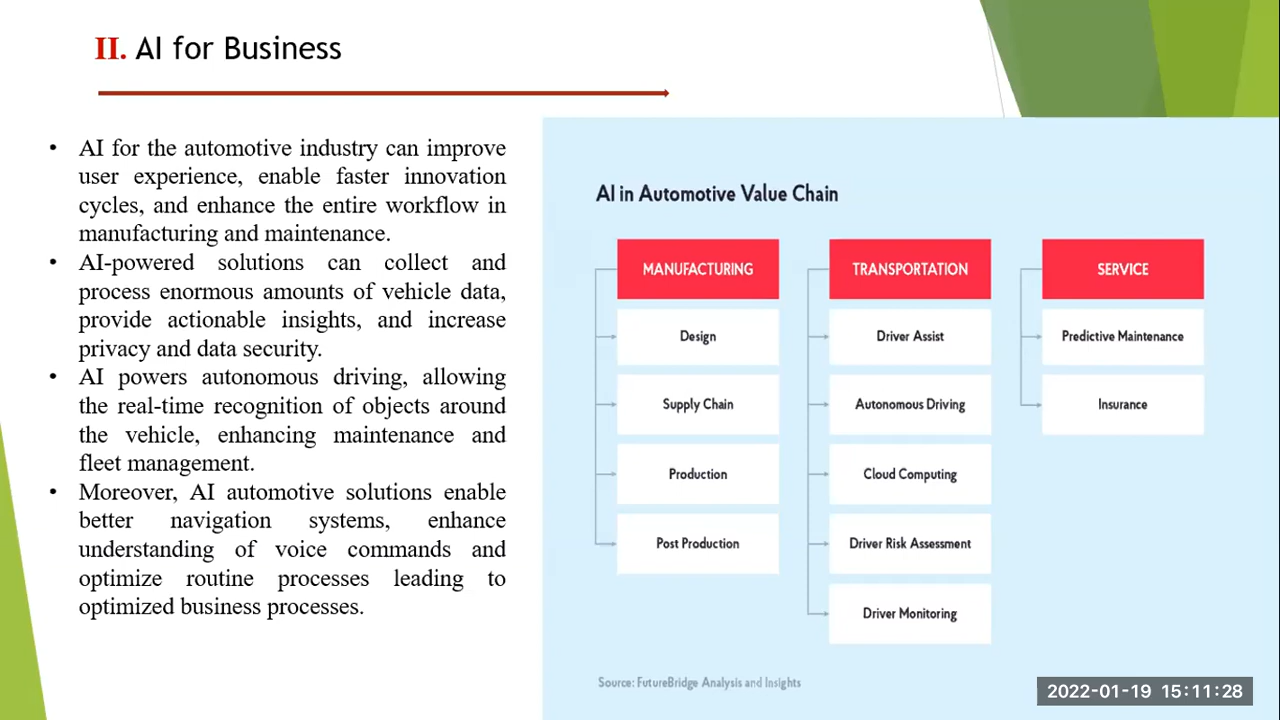 II. AI for Business
• AI for the automotive industry can improve
user experience, enable faster innovation
cycles, and enhance the entire workflow in
manufacturing and maintenance.
• AI-powered solutions can collect and
process enormous amounts of vehicle data,
provide actionable insights, and increase
privacy and data security.
• AI powers autonomous driving, allowing
the real-time recognition of objects around
the vehicle, enhancing maintenance and
fleet management.
• Moreover, AI automotive solutions enable
better navigation systems, enhance
understanding of voice commands and
optimize routine processes leading to
optimized business processes.
AI in Automotive Value Chain
MANUFACTURING
Design
Supply Chain
Production
Post Production
TRANSPORTATION
Driver Assist
Autonomous Driving
Cloud Computing
Driver Risk Assessment
Driver Monitoring
SERVICE
Predictive Maintenance
Insurance
Source: FutureBridge Analysis and Insights
2022-01-19 15:11:28